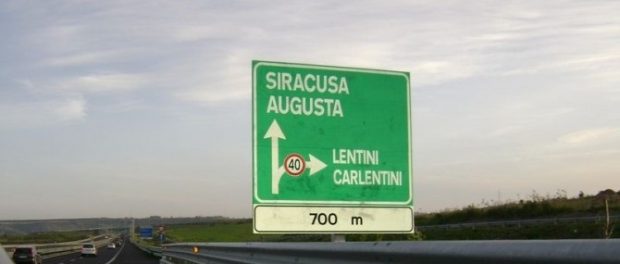 SIRACUSA
AUGUSTA
40
LENTINI
CARLENTINI
700 m